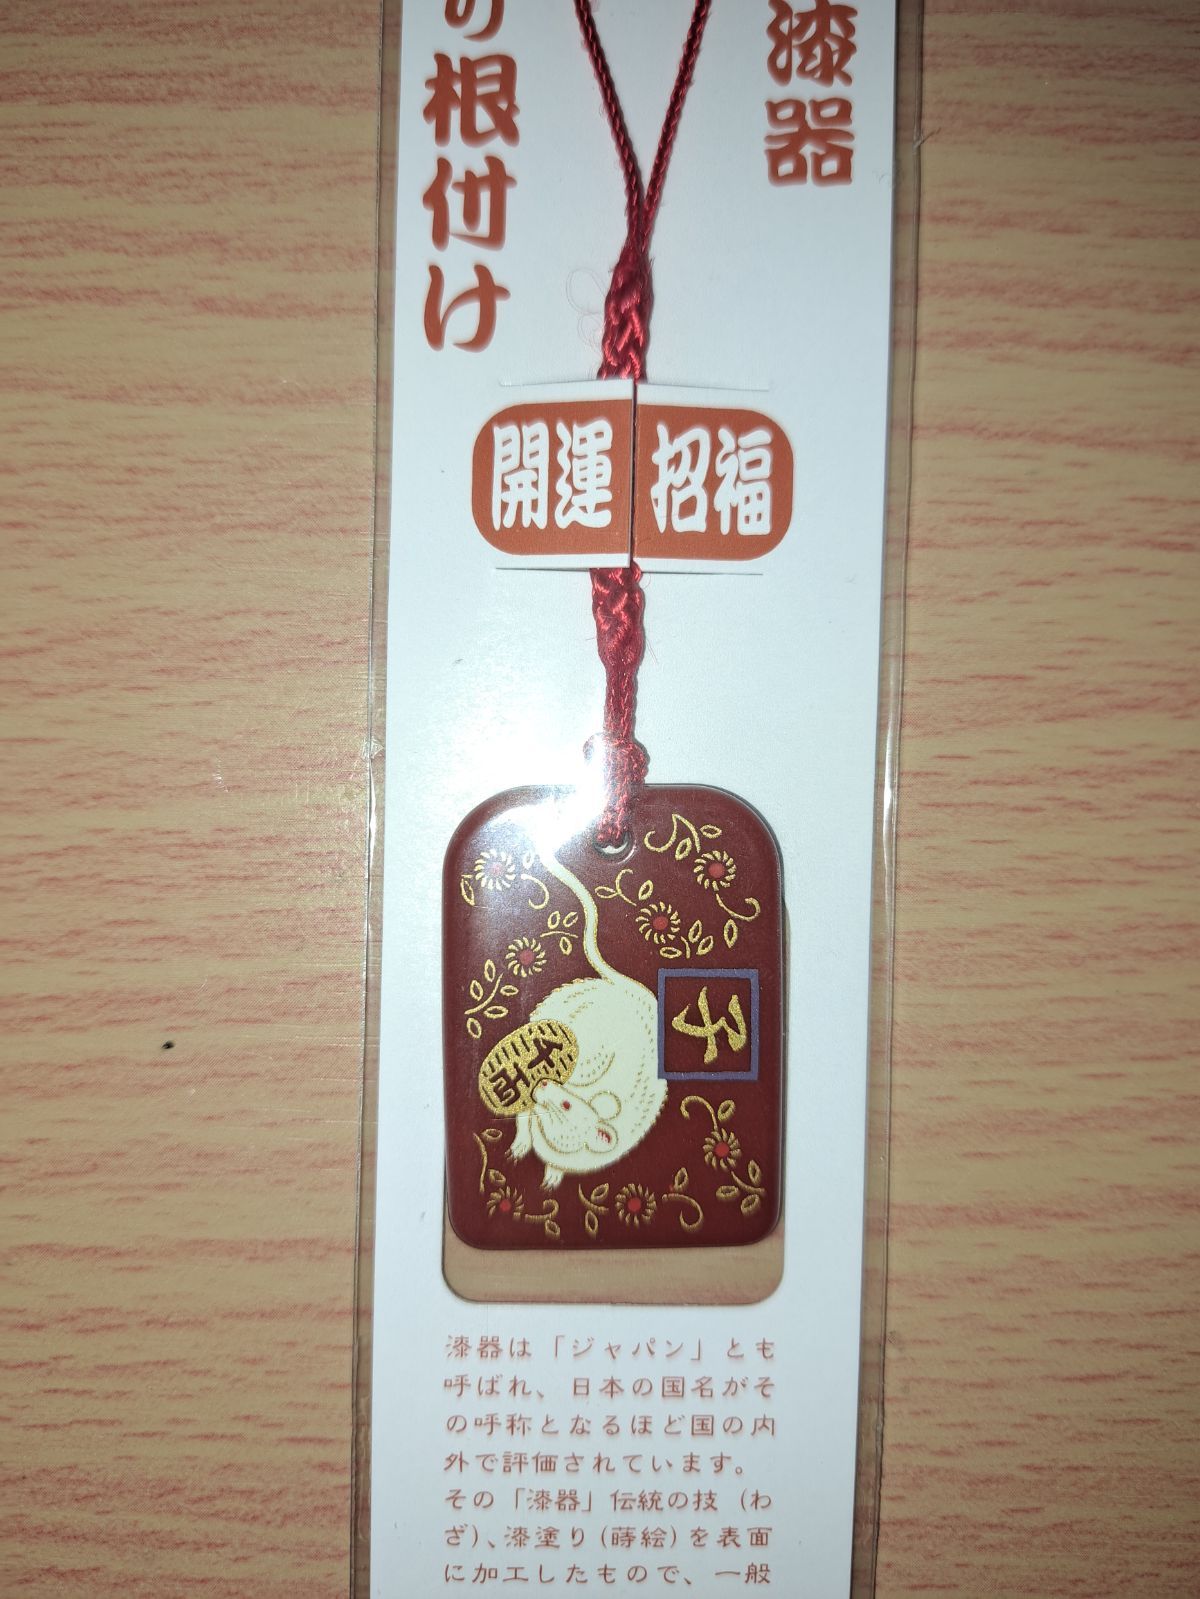 漆器
り根付け
開運 招福
子
千両
漆器は「ジャパン」とも
呼ばれ、日本の国名がそ
の呼称となるほど国の内
外で評価されています。
その「漆器」伝統の技（わ
ざ）、漆塗り（蒔絵）を表面
に加工したもので、一般